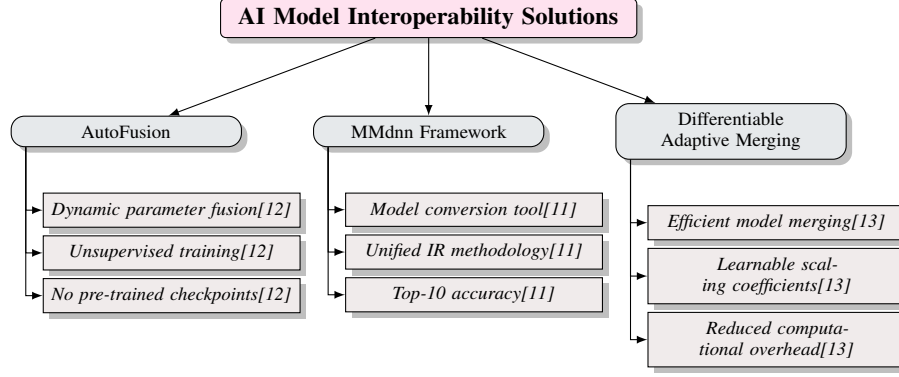 AI Model Interoperability Solutions
AutoFusion
Dynamic parameter fusion[12]
Unsupervised training[12]
No pre-trained checkpoints[12]
MMdnn Framework
Model conversion tool[11]
Unified IR methodology[11]
Top-10 accuracy[11]
Differentiable
Adaptive Merging
Efficient model merging[13]
Learnable scal-
ing coefficients[13]
Reduced computa-
tional overhead[13]